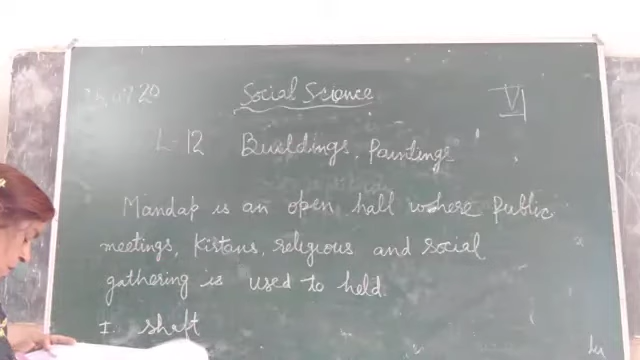 Social Science
VI
L-12 Buildings, Paintings
Mandap is an open hall where public
meetings, Kistans, religious and social
gathering is used to held.
I. shaft